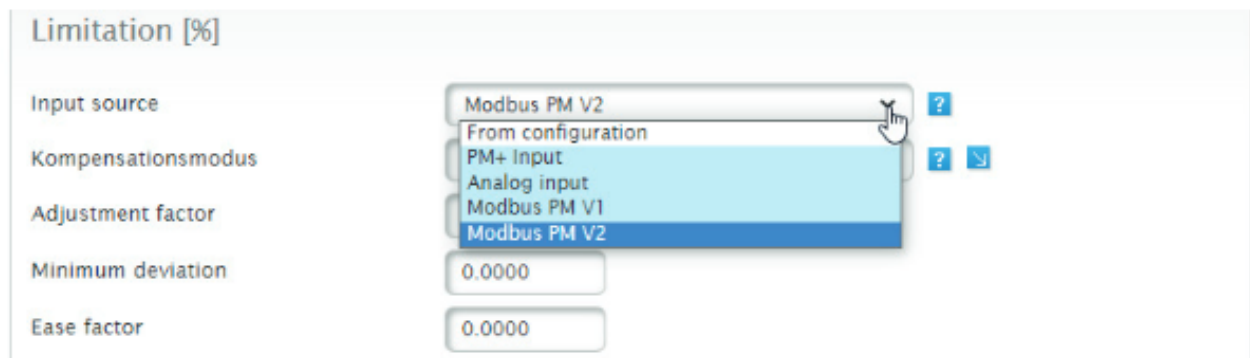 Limitation [%]
Input source
Modbus PM V2
?
From configuration
PM+ Input
Analog input
Modbus PM V1
Modbus PM V2
Kompensationsmodus
?
Adjustment factor
Minimum deviation
0.0000
Ease factor
0.0000